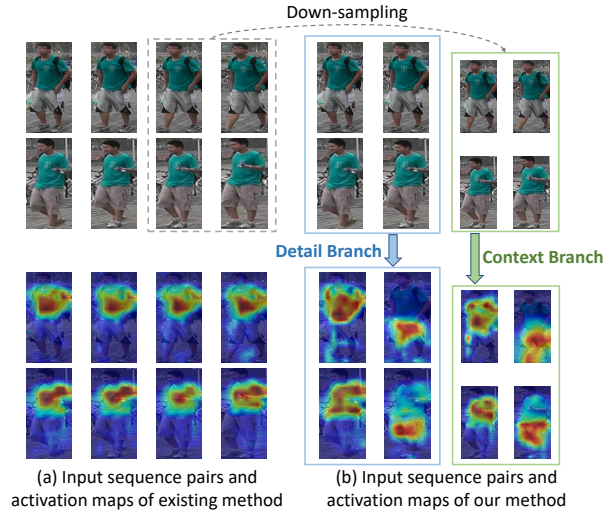 Down-sampling
Detail Branch
Context Branch
(a) Input sequence pairs and
activation maps of existing method
(b) Input sequence pairs and
activation maps of our method